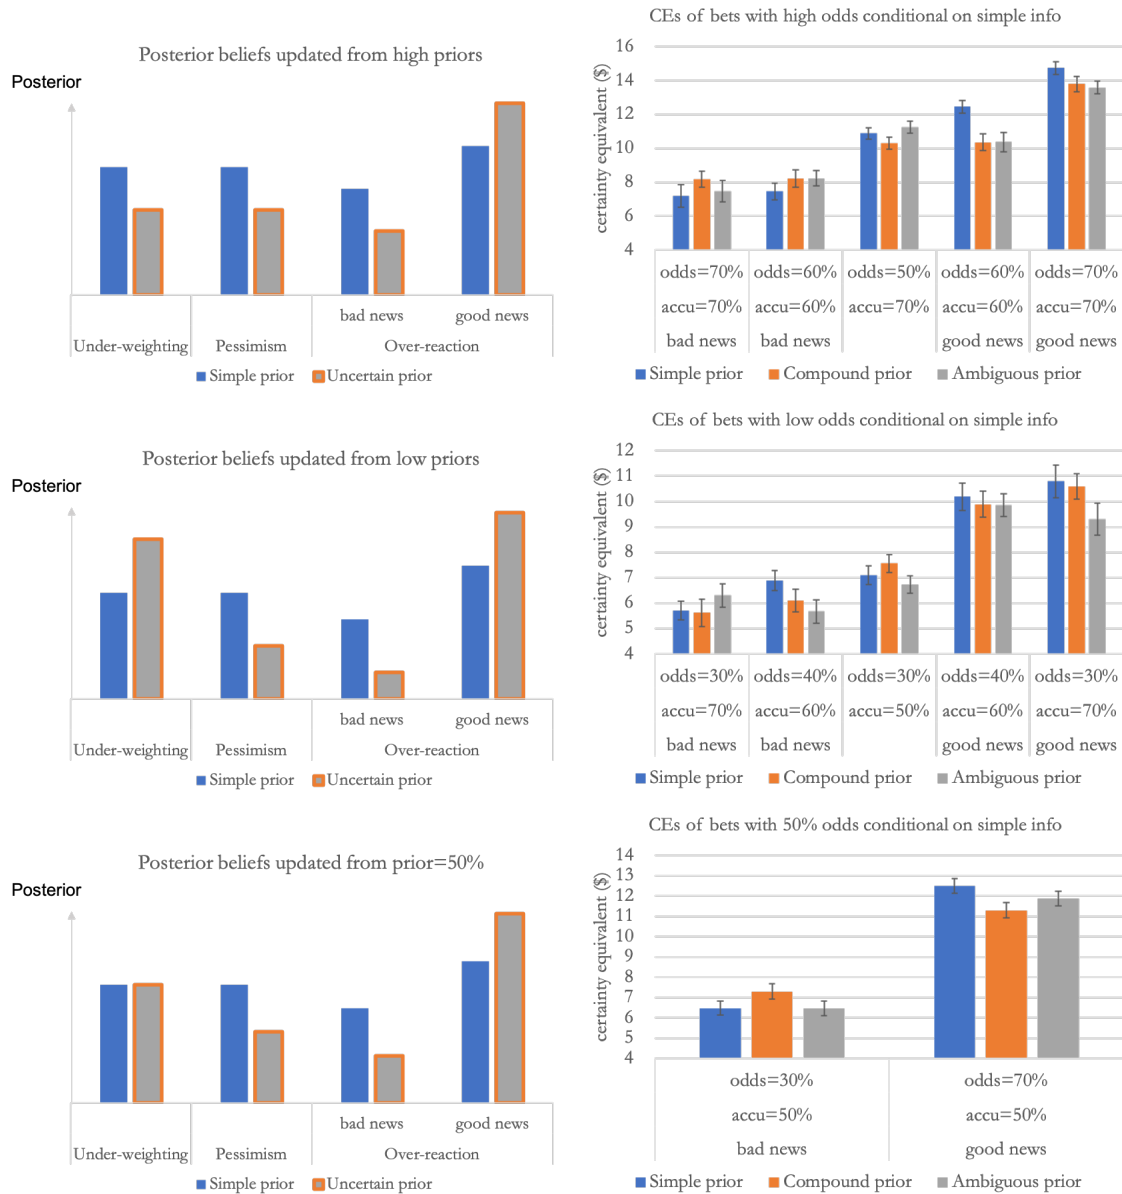 Posterior beliefs updated from high priors
Posterior
bad news good news
Under-weighting Pessimism Over-reaction
Simple prior Uncertain prior
CEs of bets with high odds conditional on simple info
certainty equivalent ($)
16
14
12
10
8
6
4
odds=70% odds=60% odds=50% odds=60% odds=70%
accu=70% accu=60% accu=70% accu=60% accu=70%
bad news bad news good news good news
Simple prior Compound prior Ambiguous prior
Posterior beliefs updated from low priors
Posterior
bad news good news
Under-weighting Pessimism Over-reaction
Simple prior Uncertain prior
CEs of bets with low odds conditional on simple info
certainty equivalent ($)
12
11
10
9
8
7
6
5
4
odds=30% odds=40% odds=30% odds=40% odds=30%
accu=70% accu=60% accu=50% accu=60% accu=70%
bad news bad news good news good news
Simple prior Compound prior Ambiguous prior
Posterior beliefs updated from prior=50%
Posterior
bad news good news
Under-weighting Pessimism Over-reaction
Simple prior Uncertain prior
CEs of bets with 50% odds conditional on simple info
certainty equivalent ($)
14
13
12
11
10
9
8
7
6
5
4
odds=30% odds=70%
accu=50% accu=50%
bad news good news
Simple prior Compound prior Ambiguous prior